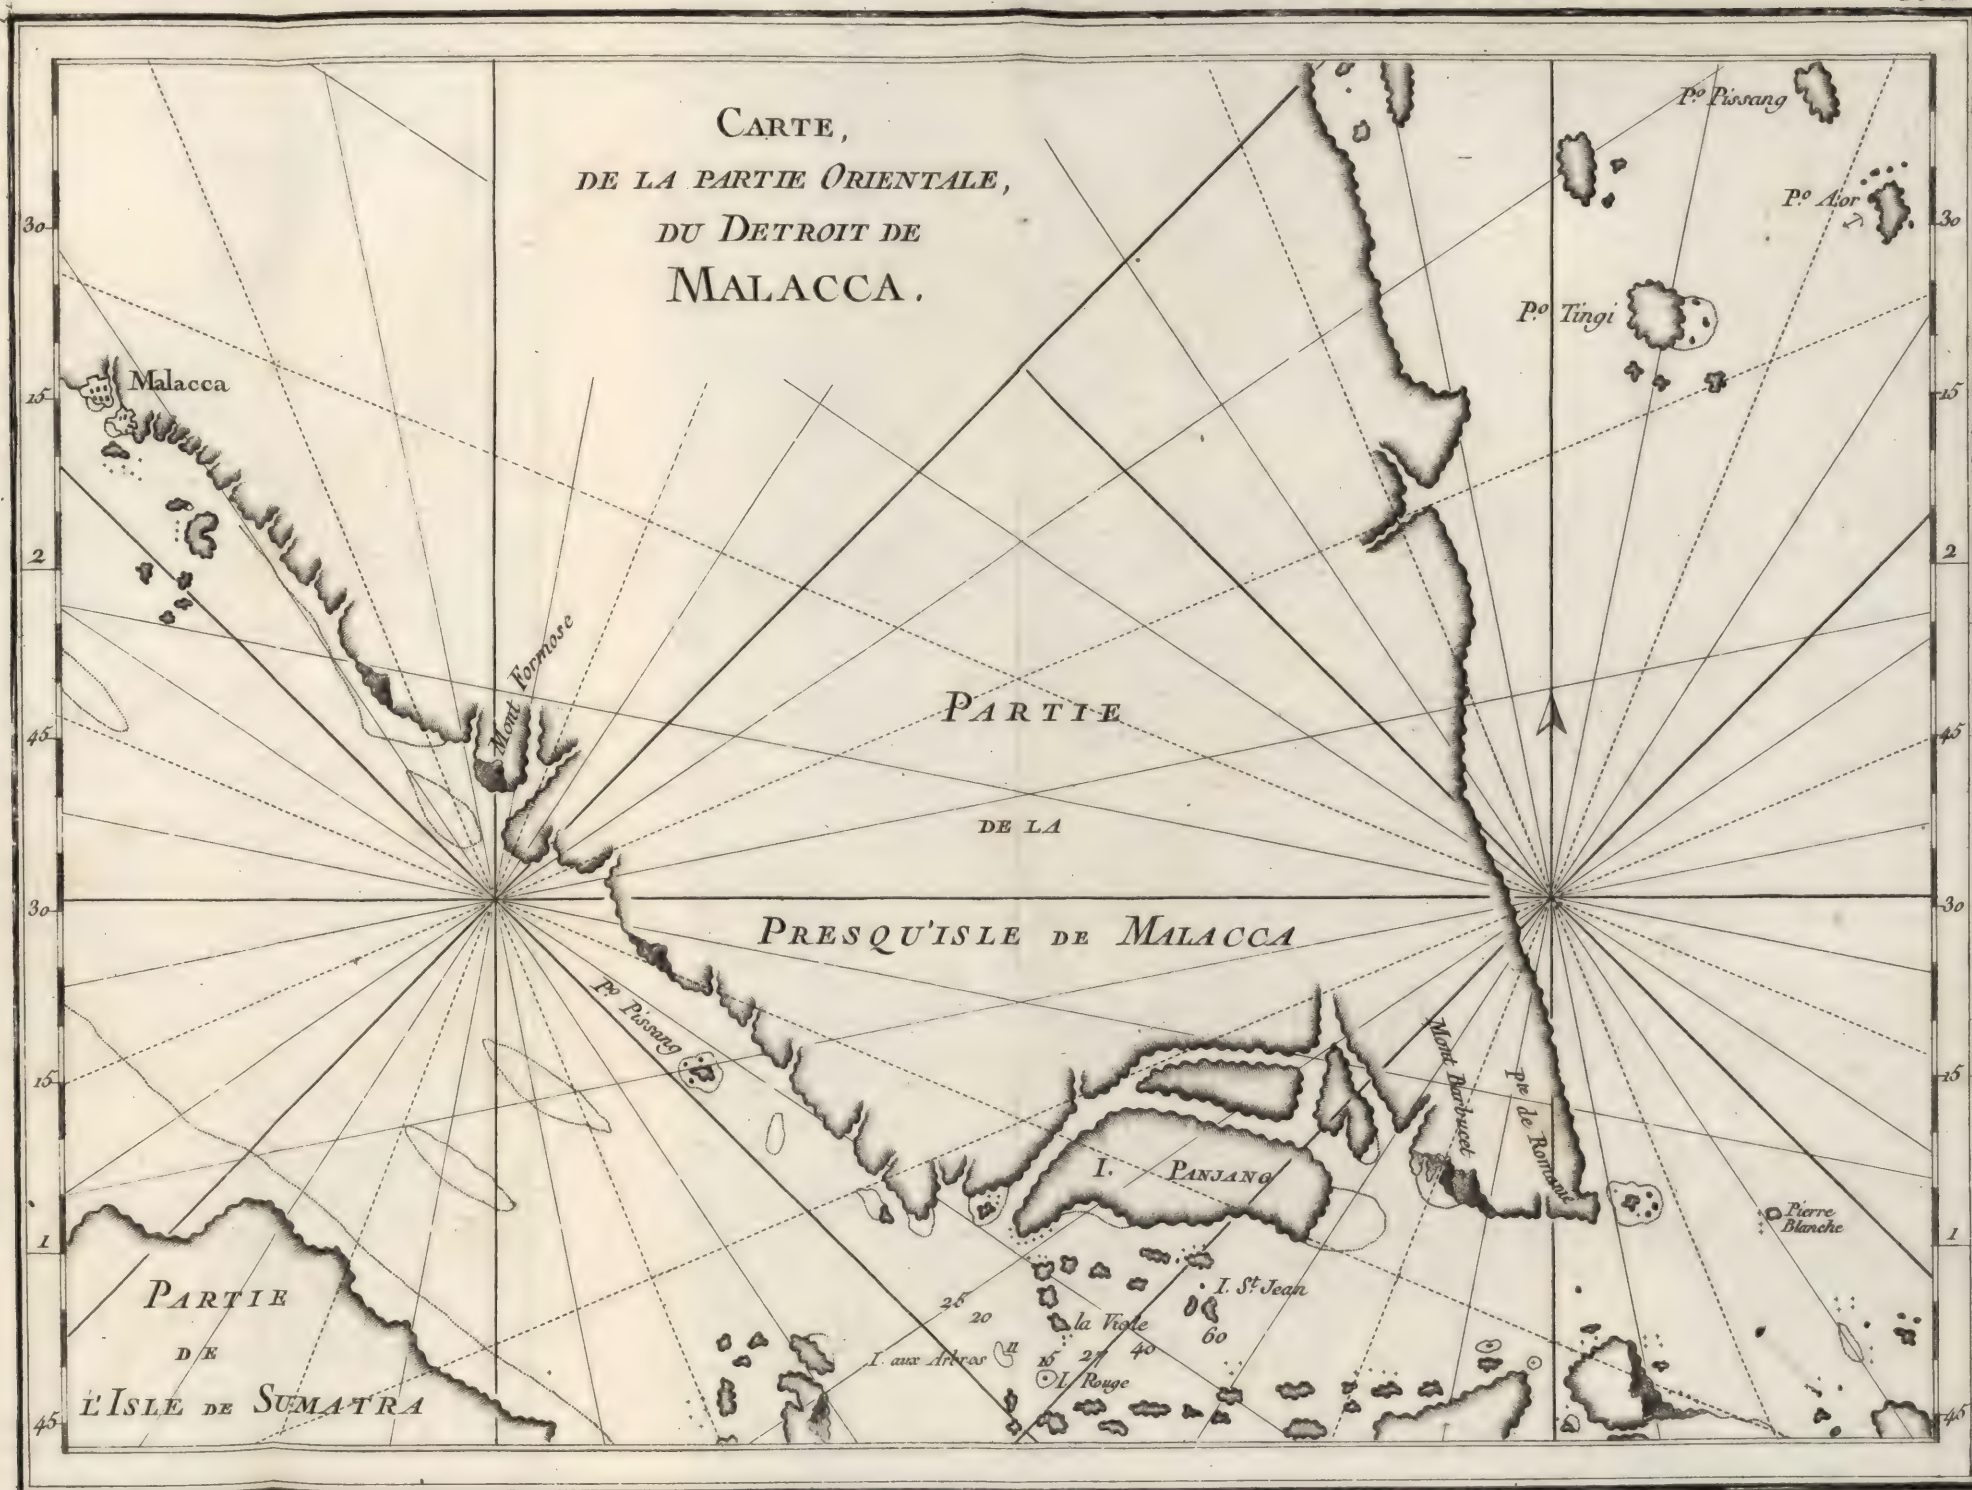 CARTE,
DE LA PARTIE ORIENTALE,
DU DETROIT DE
MALACCA.
Po. Pissang
Po. Aor
Po. Tingi
Malacca
Mont Formose
PARTIE
DE LA
PRESQU'ISLE DE MALACCA
Po. Pissang
Mont Barbucet
Pte de Romanie
I. PANJANG
Pierre
Blanche
I. St. Jean
la Viole
60
25
20
I. aux Arbres
11
15
27
40
I. Rouge
PARTIE
DE
L'ISLE DE SUMATRA
30
15
2
45
30
15
1
45
30
15
2
45
30
15
1
45